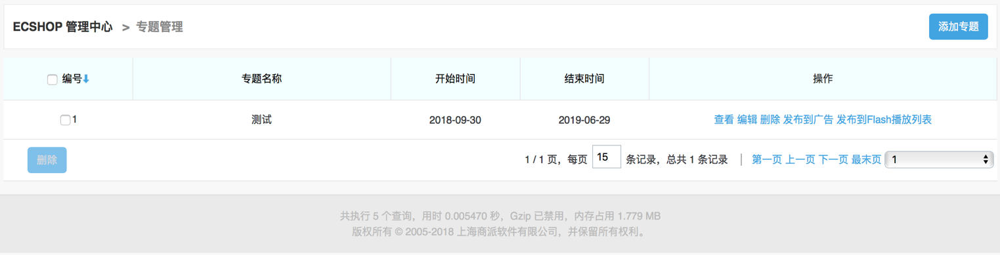 ECSHOP 管理中心 > 专题管理 添加专题
编号 专题名称 开始时间 结束时间 操作
1 测试 2018-09-30 2019-06-29 查看 编辑 删除 发布到广告 发布到Flash播放列表
删除 1 / 1 页，每页 15 条记录，总共 1 条记录 | 第一页 上一页 下一页 最末页 1
共执行 5 个查询，用时 0.005470 秒，Gzip 已禁用，内存占用 1.779 MB
版权所有 © 2005-2018 上海商派软件有限公司，并保留所有权利。